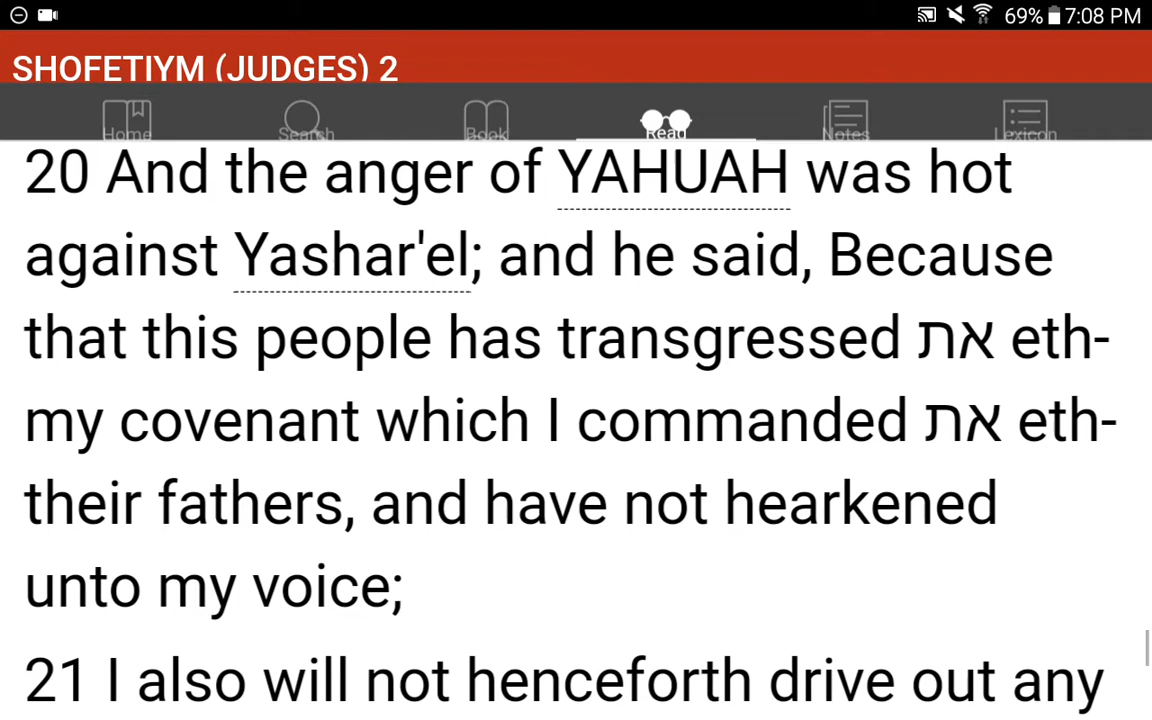 69% 7:08 PM
SHOFETIYM (JUDGES) 2
Home Search Book Read Notes Lexicon
20 And the anger of YAHUAH was hot
against Yashar'el; and he said, Because
that this people has transgressed את eth-
my covenant which I commanded את eth-
their fathers, and have not hearkened
unto my voice;
21 I also will not henceforth drive out any